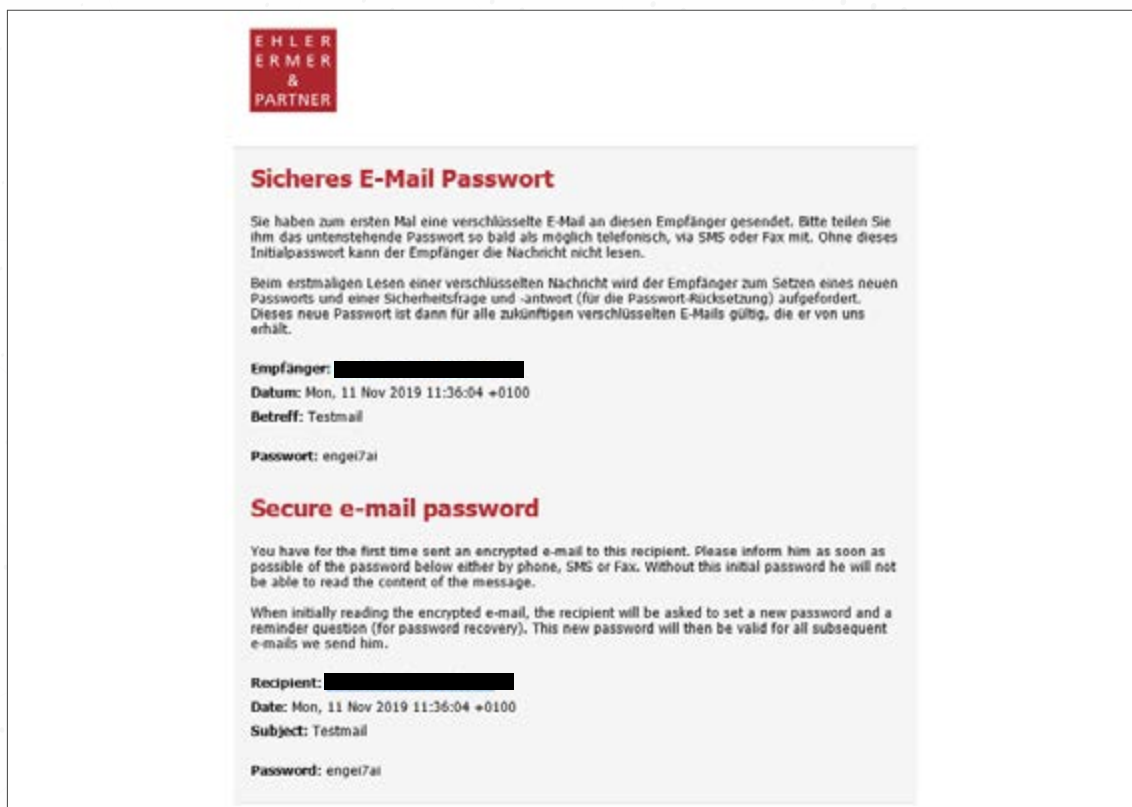 EHLER
ERMER
&
PARTNER
Sicheres E-Mail Passwort
Sie haben zum ersten Mal eine verschlüsselte E-Mail an diesen Empfänger gesendet. Bitte teilen Sie
ihm das untenstehende Passwort so bald als möglich telefonisch, via SMS oder Fax mit. Ohne dieses
Initialpasswort kann der Empfänger die Nachricht nicht lesen.
Beim erstmaligen Lesen einer verschlüsselten Nachricht wird der Empfänger zum Setzen eines neuen
Passworts und einer Sicherheitsfrage und -antwort (für die Passwort-Rücksetzung) aufgefordert.
Dieses neue Passwort ist dann für alle zukünftigen verschlüsselten E-Mails gültig, die er von uns
erhält.
Empfänger:
Datum: Mon, 11 Nov 2019 11:36:04 +0100
Betreff: Testmail
Passwort: engei7ai
Secure e-mail password
You have for the first time sent an encrypted e-mail to this recipient. Please inform him as soon as
possible of the password below either by phone, SMS or Fax. Without this initial password he will not
be able to read the content of the message.
When initially reading the encrypted e-mail, the recipient will be asked to set a new password and a
reminder question (for password recovery). This new password will then be valid for all subsequent
e-mails we send him.
Recipient:
Date: Mon, 11 Nov 2019 11:36:04 +0100
Subject: Testmail
Password: engei7ai